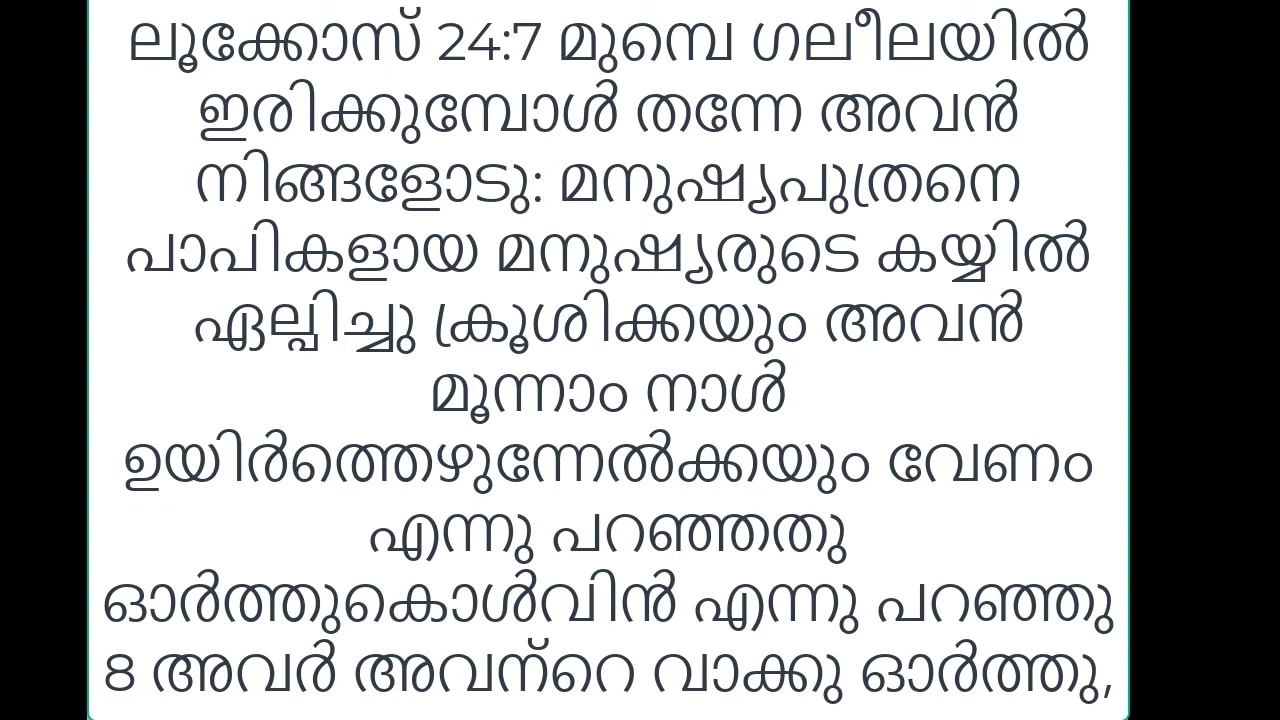 ലൂക്കോസ് 24:7 മുമ്പെ ഗലീലയിൽ
ഇരിക്കുമ്പോൾ തന്നേ അവൻ
നിങ്ങളോടു: മനുഷ്യപുത്രനെ
പാപികളായ മനുഷ്യരുടെ കയ്യിൽ
ഏല്പിച്ചു ക്രൂശിക്കയും അവൻ
മൂന്നാം നാൾ
ഉയിർത്തെഴുന്നേൽക്കയും വേണം
എന്നു പറഞ്ഞതു
ഓർത്തുകൊൾവിൻ എന്നു പറഞ്ഞു
8 അവർ അവന്റെ വാക്കു ഓർത്തു,